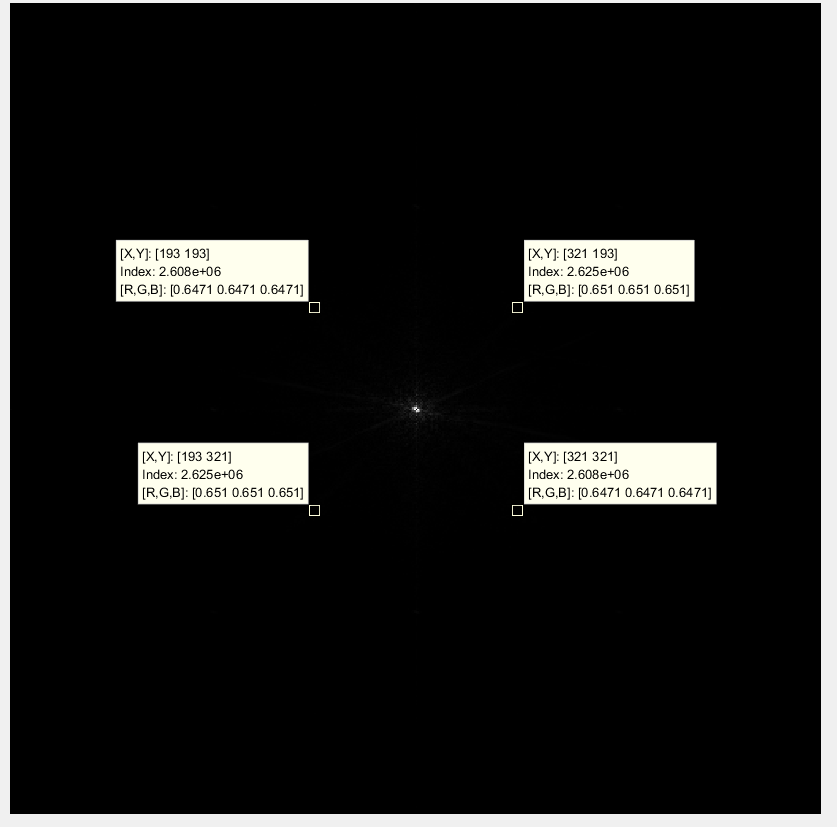 [X,Y]: [193 193]
Index: 2.608e+06
[R,G,B]: [0.6471 0.6471 0.6471]
[X,Y]: [321 193]
Index: 2.625e+06
[R,G,B]: [0.651 0.651 0.651]
[X,Y]: [193 321]
Index: 2.625e+06
[R,G,B]: [0.651 0.651 0.651]
[X,Y]: [321 321]
Index: 2.608e+06
[R,G,B]: [0.6471 0.6471 0.6471]